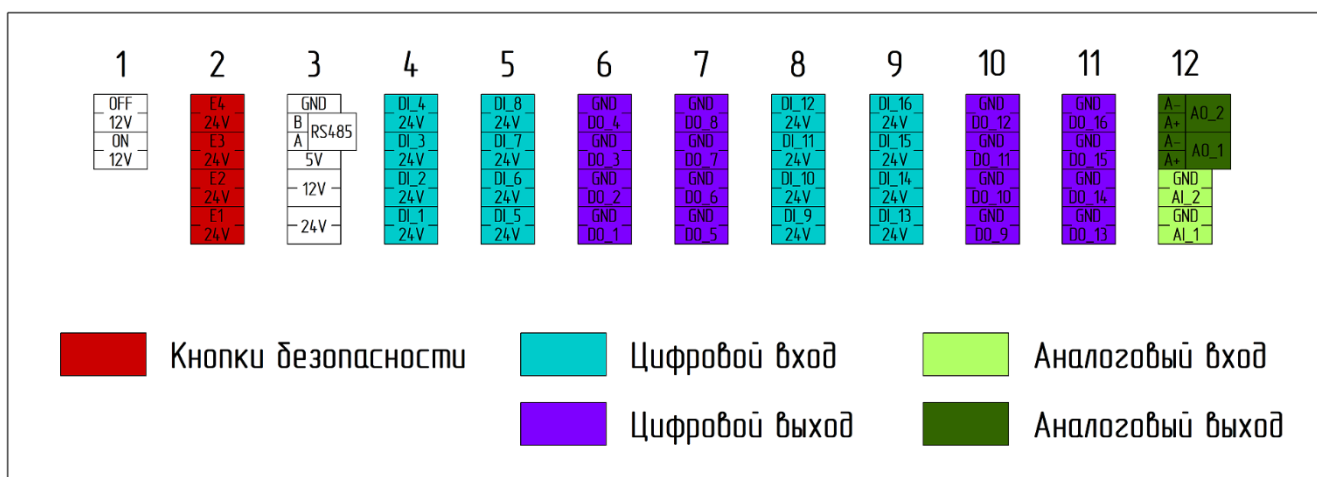 1 2 3 4 5 6 7 8 9 10 11 12
OFF E4 GND DI_4 DI_8 GND GND DI_12 DI_16 GND GND A- AO_2
12V 24V B RS485 24V 24V DO_4 DO_8 24V 24V DO_12 DO_16 A+
ON E3 A DI_3 DI_7 GND GND DI_11 DI_15 GND GND A- AO_1
12V 24V 5V 24V 24V DO_3 DO_7 24V 24V DO_11 DO_15 A+
E2 12V DI_2 DI_6 GND GND DI_10 DI_14 GND GND GND
24V 24V 24V DO_2 DO_6 24V 24V DO_10 DO_14 AI_2
E1 24V DI_1 DI_5 GND GND DI_9 DI_13 GND GND GND
24V 24V 24V DO_1 DO_5 24V 24V DO_9 DO_13 AI_1
Кнопки безопасности Цифровой вход Аналоговый вход
Цифровой выход Аналоговый выход